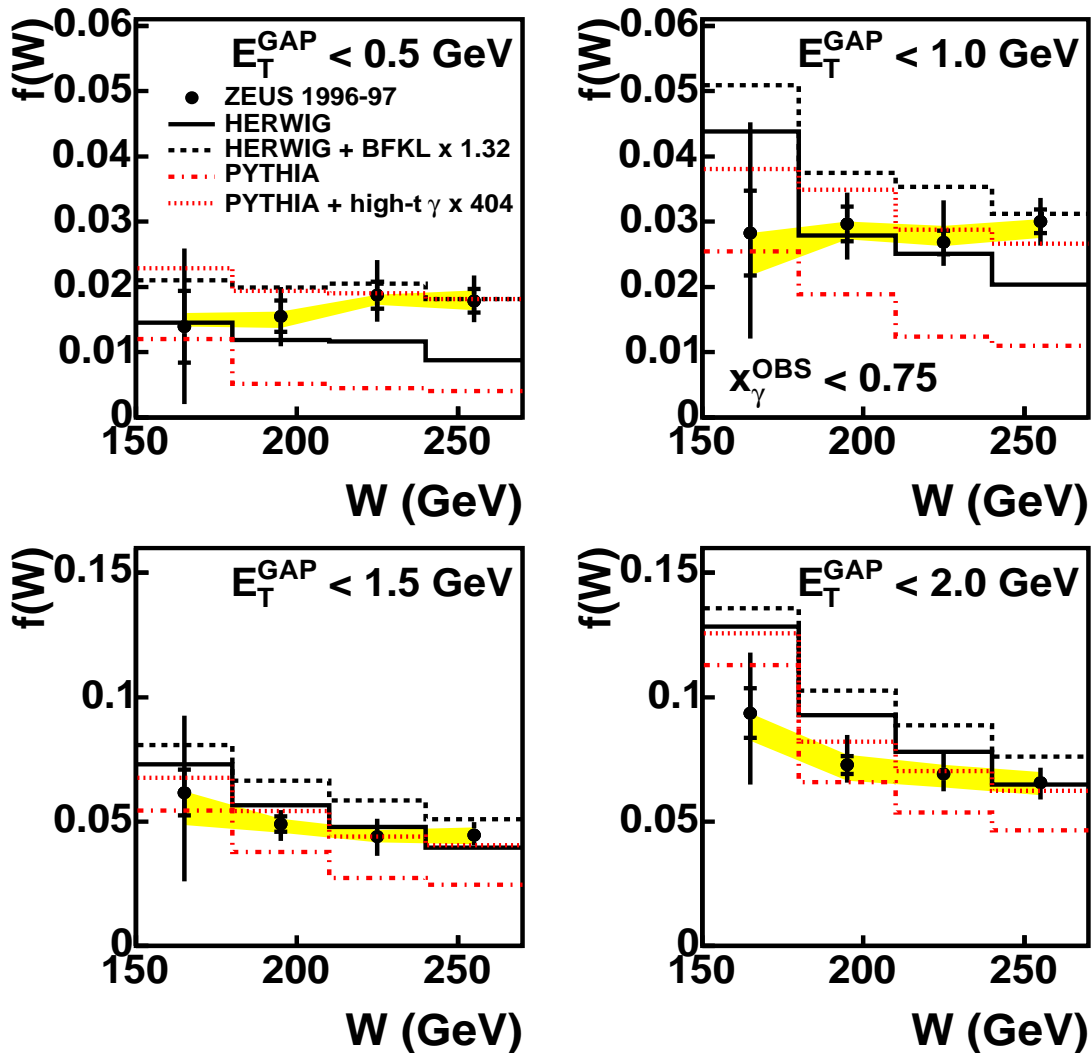 f(W)
E_T^GAP < 0.5 GeV
ZEUS 1996-97
HERWIG
HERWIG + BFKL x 1.32
PYTHIA
PYTHIA + high-t γ x 404
0.06
0.05
0.04
0.03
0.02
0.01
0
150
200
250
W (GeV)
f(W)
E_T^GAP < 1.0 GeV
x_γ^OBS < 0.75
0.06
0.05
0.04
0.03
0.02
0.01
0
150
200
250
W (GeV)
f(W)
E_T^GAP < 1.5 GeV
0.15
0.1
0.05
0
150
200
250
W (GeV)
f(W)
E_T^GAP < 2.0 GeV
0.15
0.1
0.05
0
150
200
250
W (GeV)